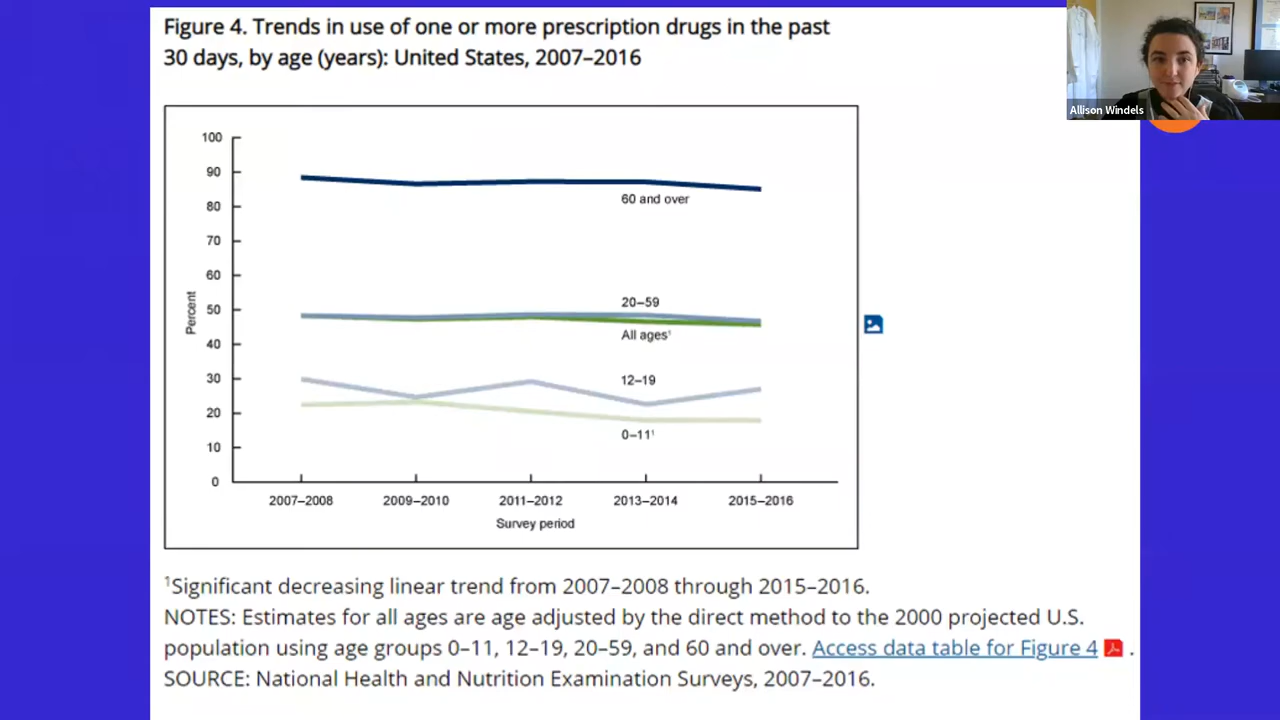 Figure 4. Trends in use of one or more prescription drugs in the past
30 days, by age (years): United States, 2007–2016
Allison Windels
100
90
80
70
60
50
40
30
20
10
0
Percent
60 and over
20–59
All ages¹
12–19
0–11¹
2007–2008
2009–2010
2011–2012
2013–2014
2015–2016
Survey period
¹Significant decreasing linear trend from 2007–2008 through 2015–2016.
NOTES: Estimates for all ages are age adjusted by the direct method to the 2000 projected U.S.
population using age groups 0–11, 12–19, 20–59, and 60 and over. Access data table for Figure 4 .
SOURCE: National Health and Nutrition Examination Surveys, 2007–2016.